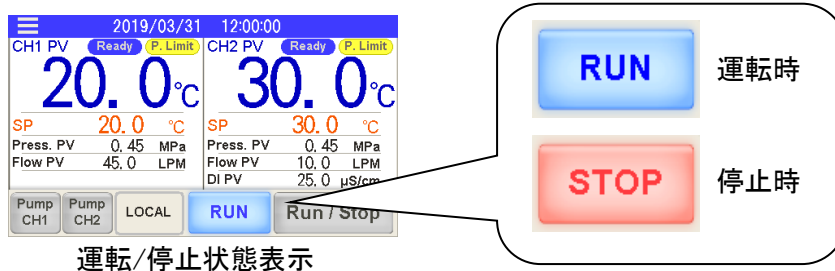 2019/03/31 12:00:00
CH1 PV Ready P. Limit CH2 PV Ready P. Limit
20. 0℃ 30. 0℃
SP 20. 0 ℃ SP 30. 0 ℃
Press. PV 0. 45 MPa Press. PV 0. 45 MPa
Flow PV 45. 0 LPM Flow PV 10. 0 LPM
DI PV 25. 0 µS/cm
Pump CH1 Pump CH2 LOCAL RUN Run / Stop
運転/停止状態表示
RUN 運転時
STOP 停止時